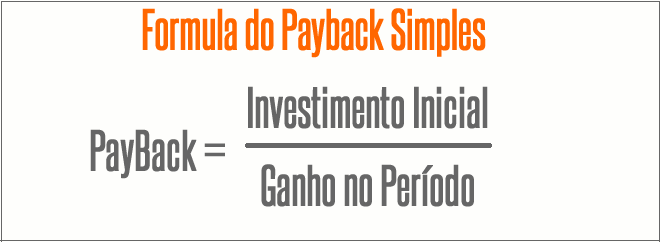 Formula do Payback Simples
Investimento Inicial
PayBack =
Ganho no Período